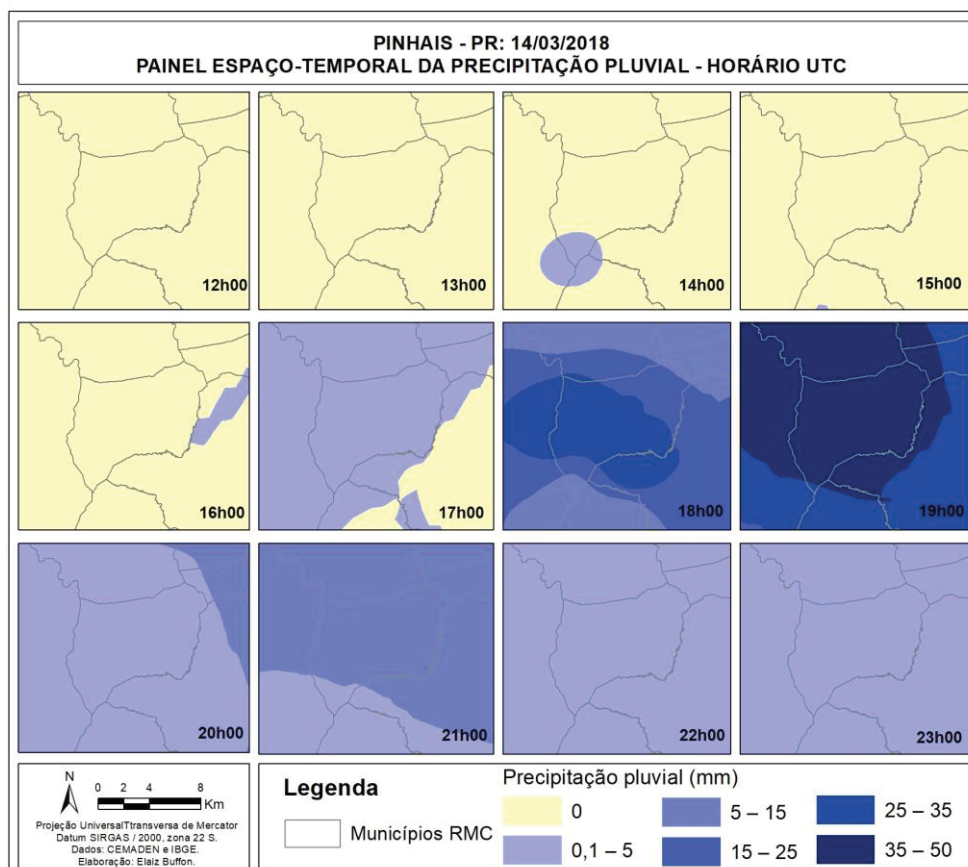 PINHAIS - PR: 14/03/2018
PAINEL ESPAÇO-TEMPORAL DA PRECIPITAÇÃO PLUVIAL - HORÁRIO UTC
12h00
13h00
14h00
15h00
16h00
17h00
18h00
19h00
20h00
21h00
22h00
23h00
N
0 2 4 8
Km
Projeção UniversalTtransversa de Mercator
Datum SIRGAS / 2000, zona 22 S.
Dados: CEMADEN e IBGE.
Elaboração: Elaiz Buffon.
Legenda
Municípios RMC
Precipitação pluvial (mm)
0
0,1 – 5
5 – 15
15 – 25
25 – 35
35 – 50